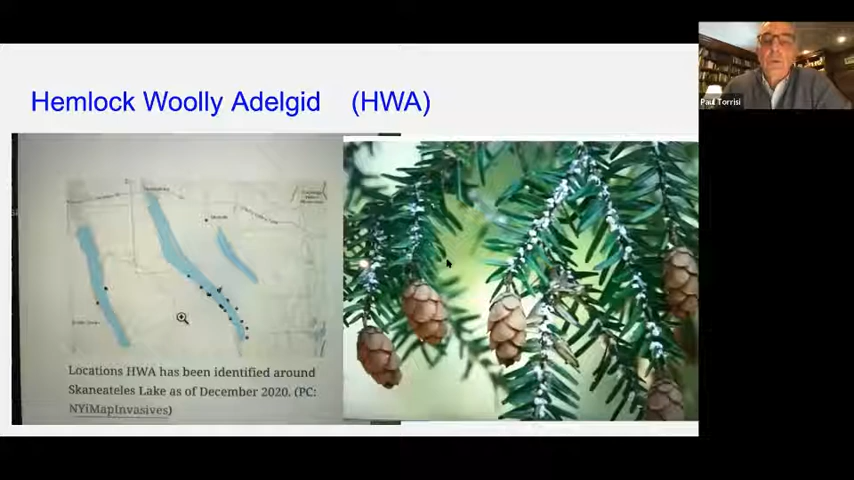 Hemlock Woolly Adelgid (HWA)
Paul Torrisi
Locations HWA has been identified around
Skaneateles Lake as of December 2020. (PC:
NYiMapInvasives)